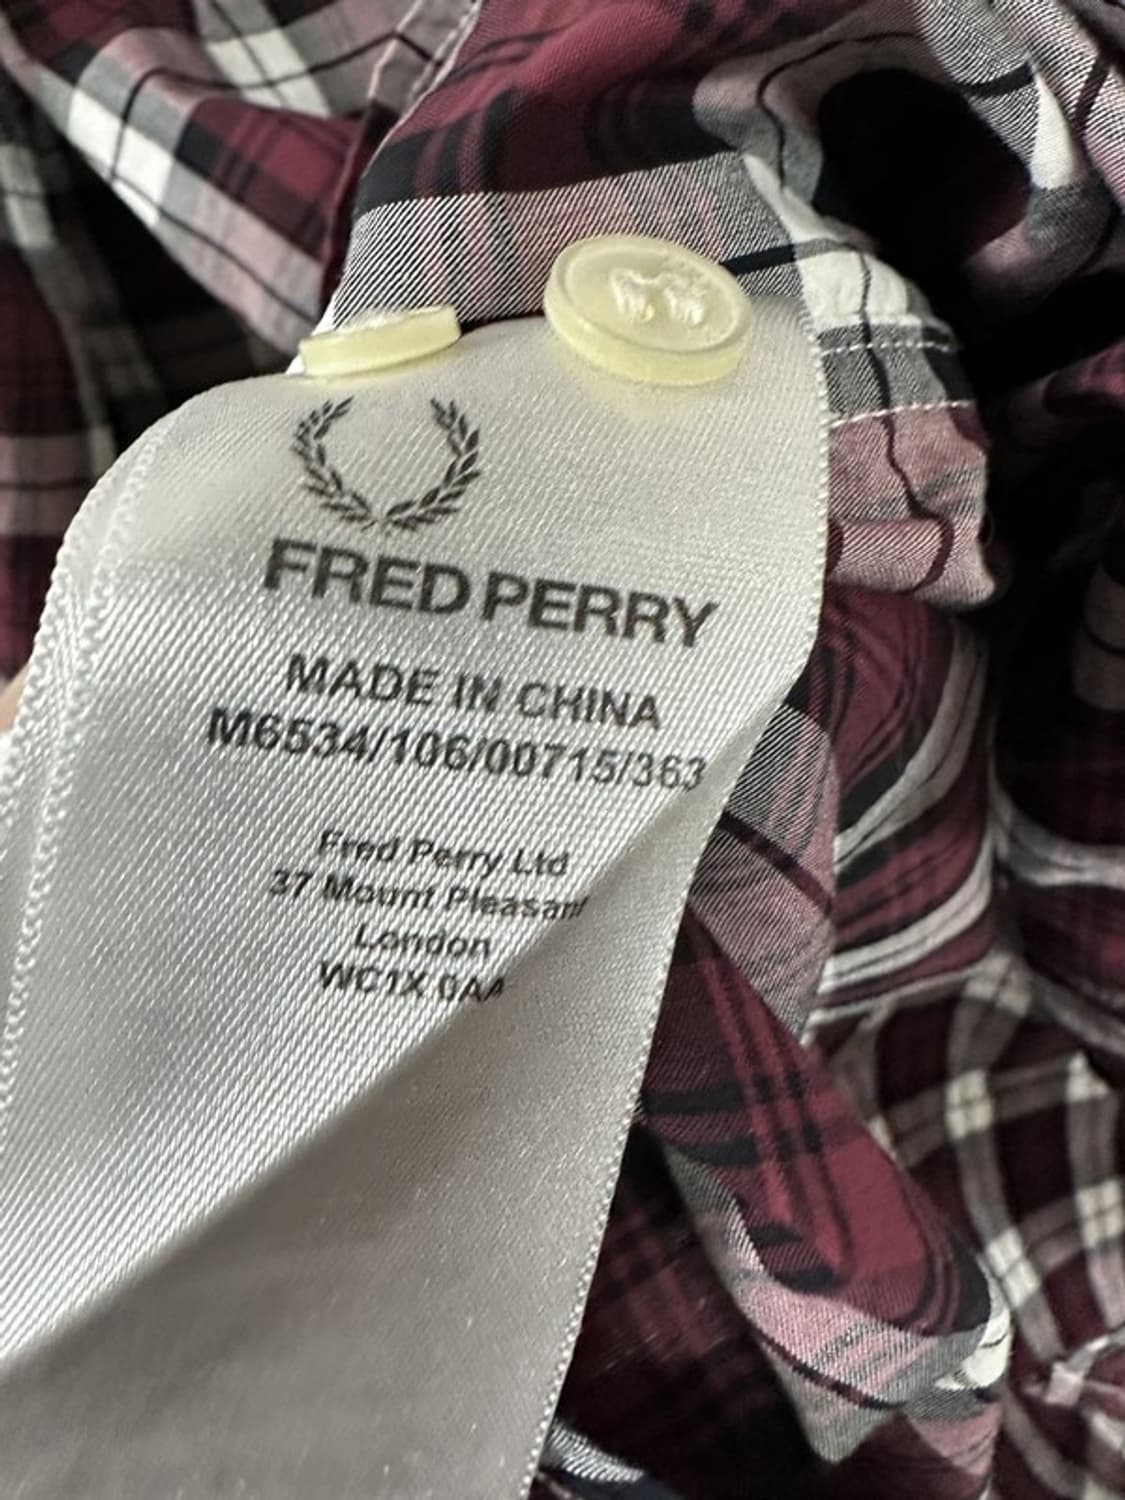 FRED PERRY
MADE IN CHINA
M6534/106/00715/363
Fred Perry Ltd
37 Mount Pleasant
London
WC1X 0AA